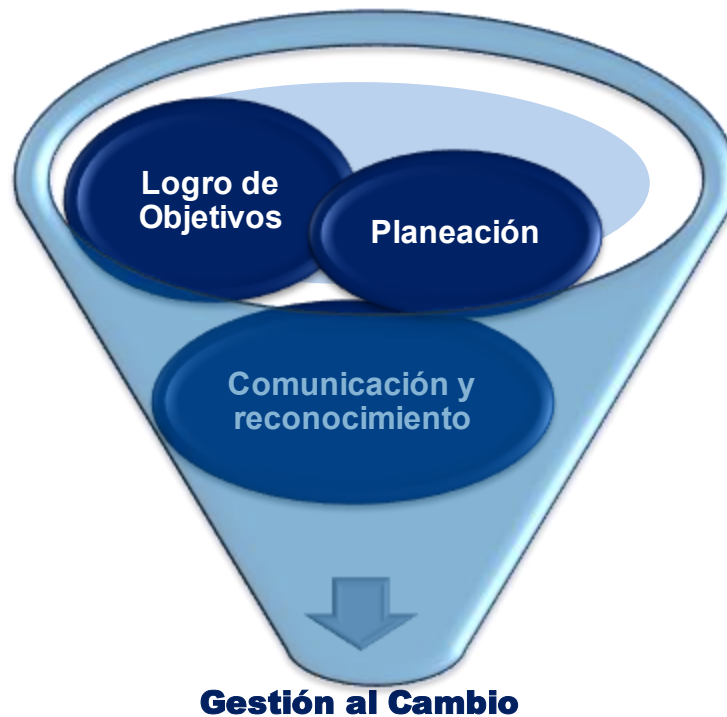 Logro de
Objetivos
Planeación
Comunicación y
reconocimiento
Gestión al Cambio